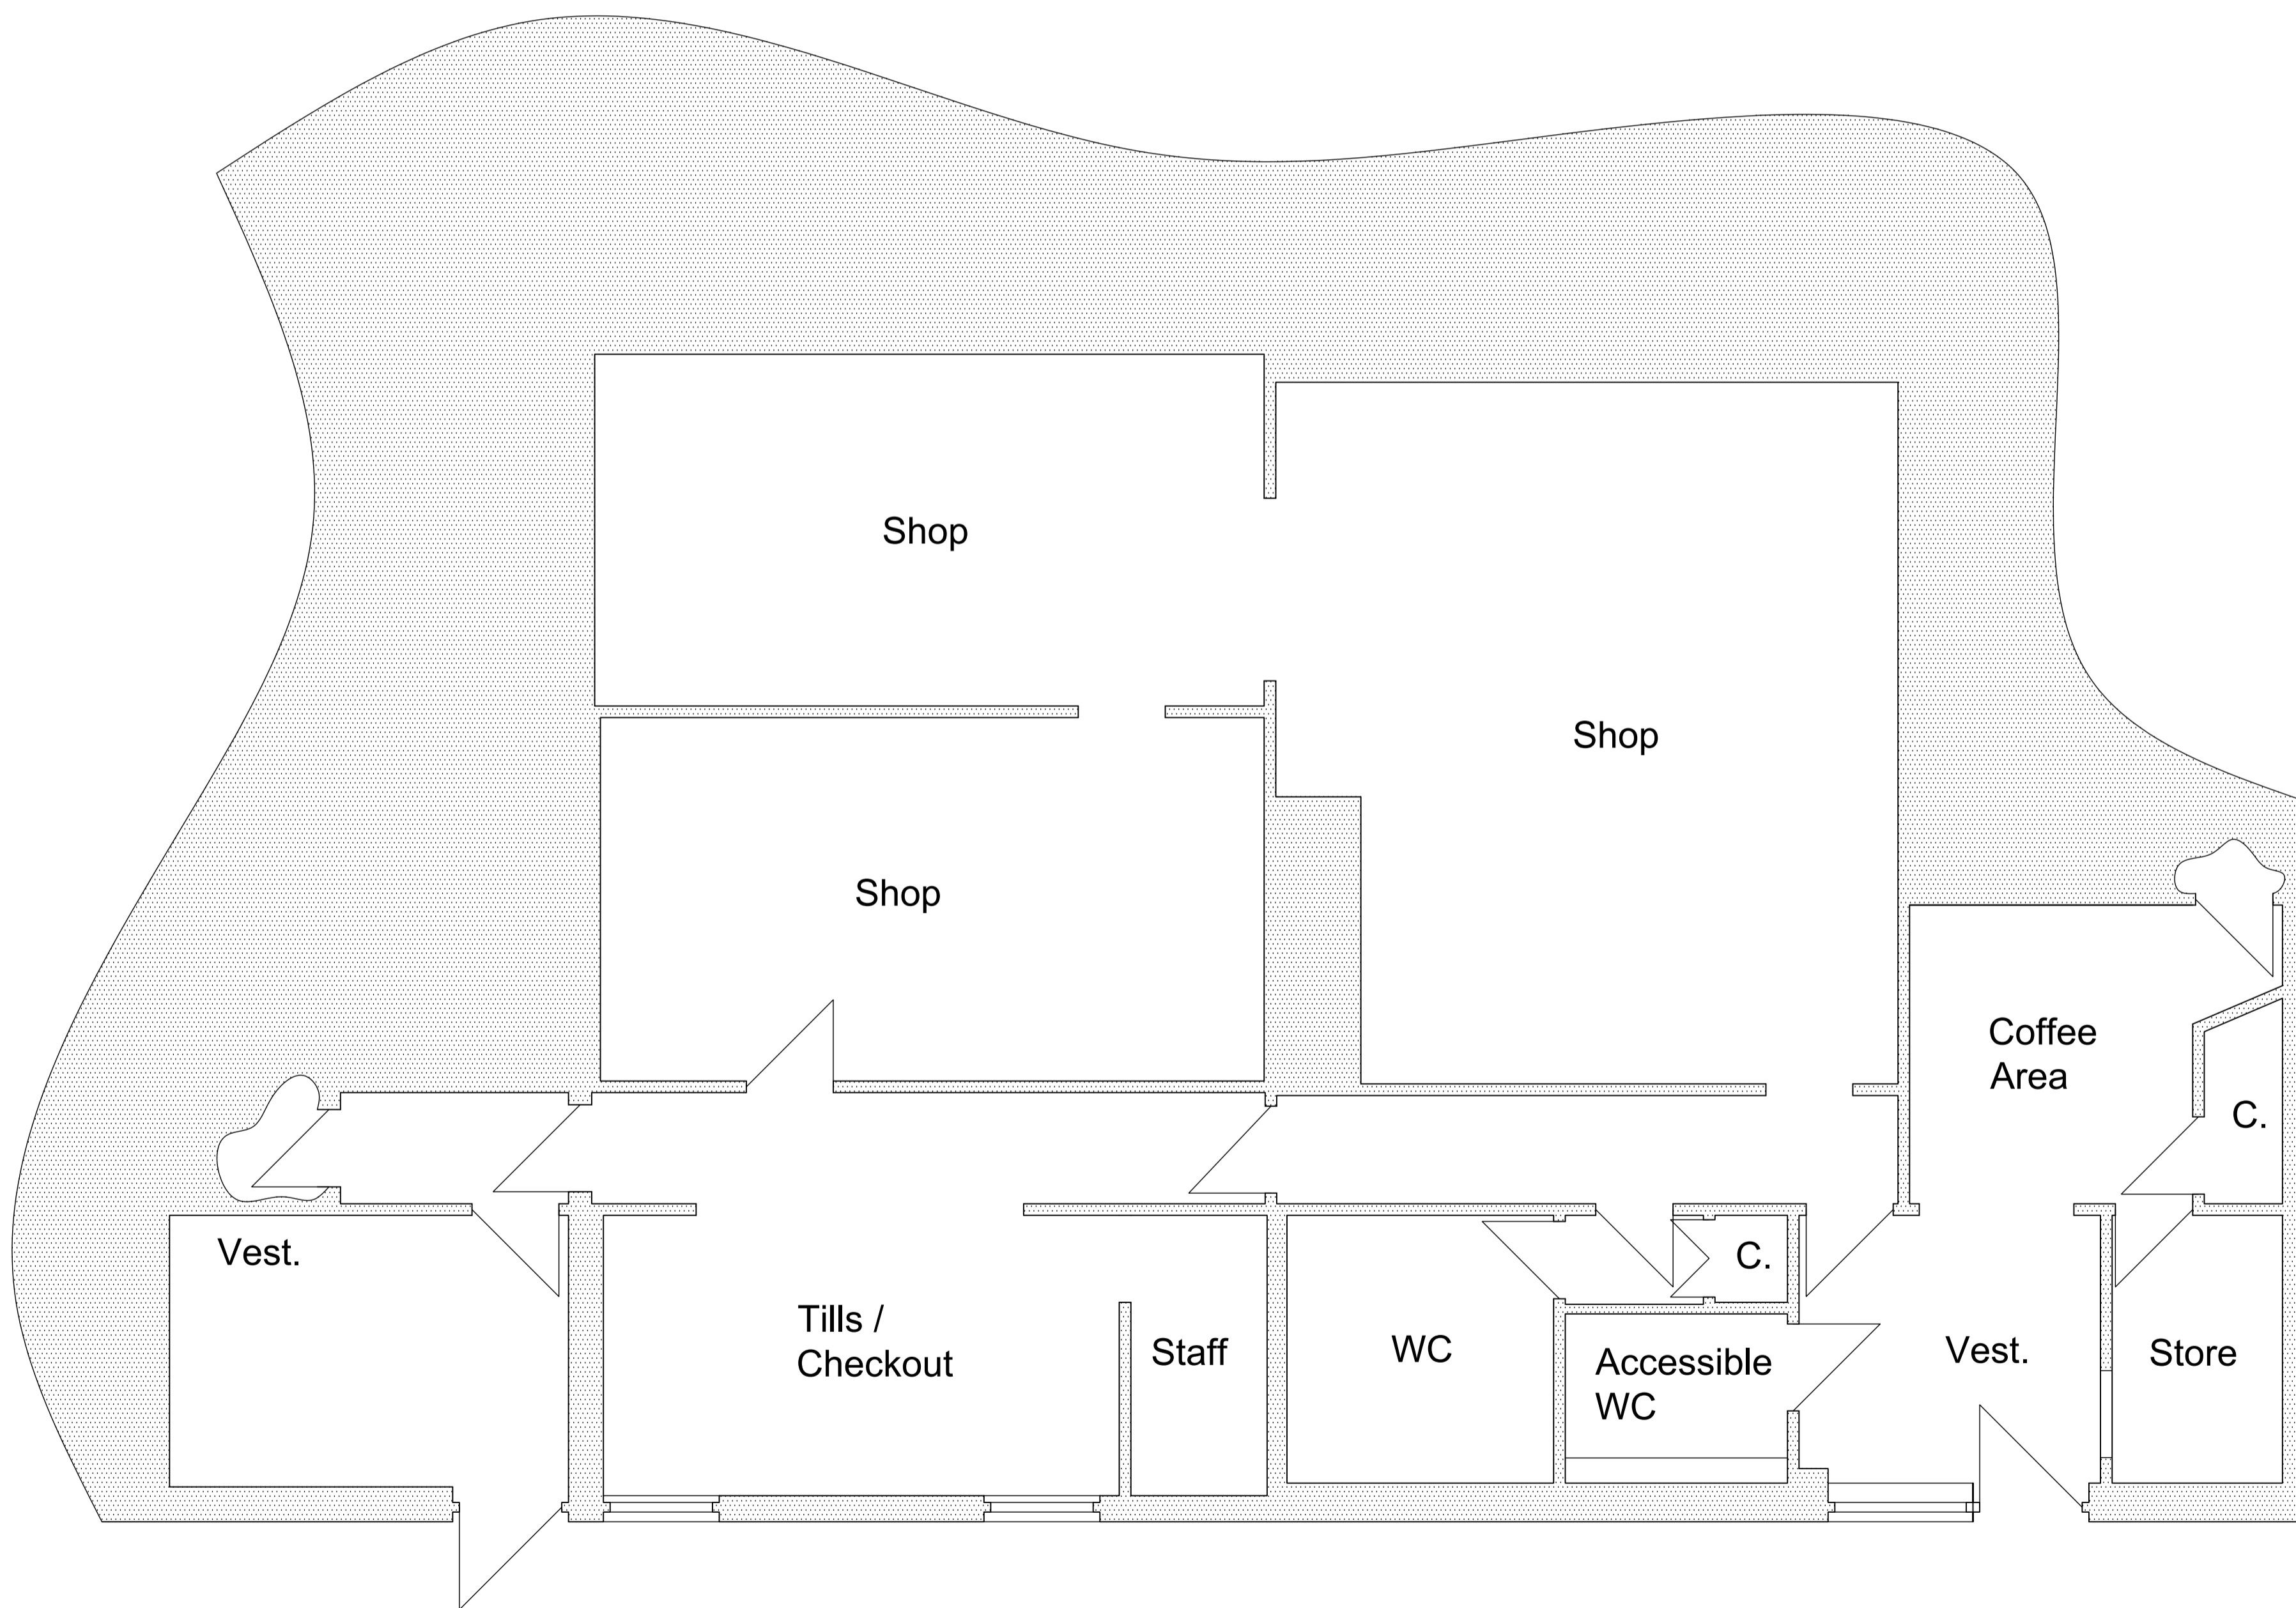 Shop
Shop
Shop
Coffee
Area
C.
Vest.
Tills /
Checkout
Staff
WC
C.
Accessible
WC
Vest.
Store